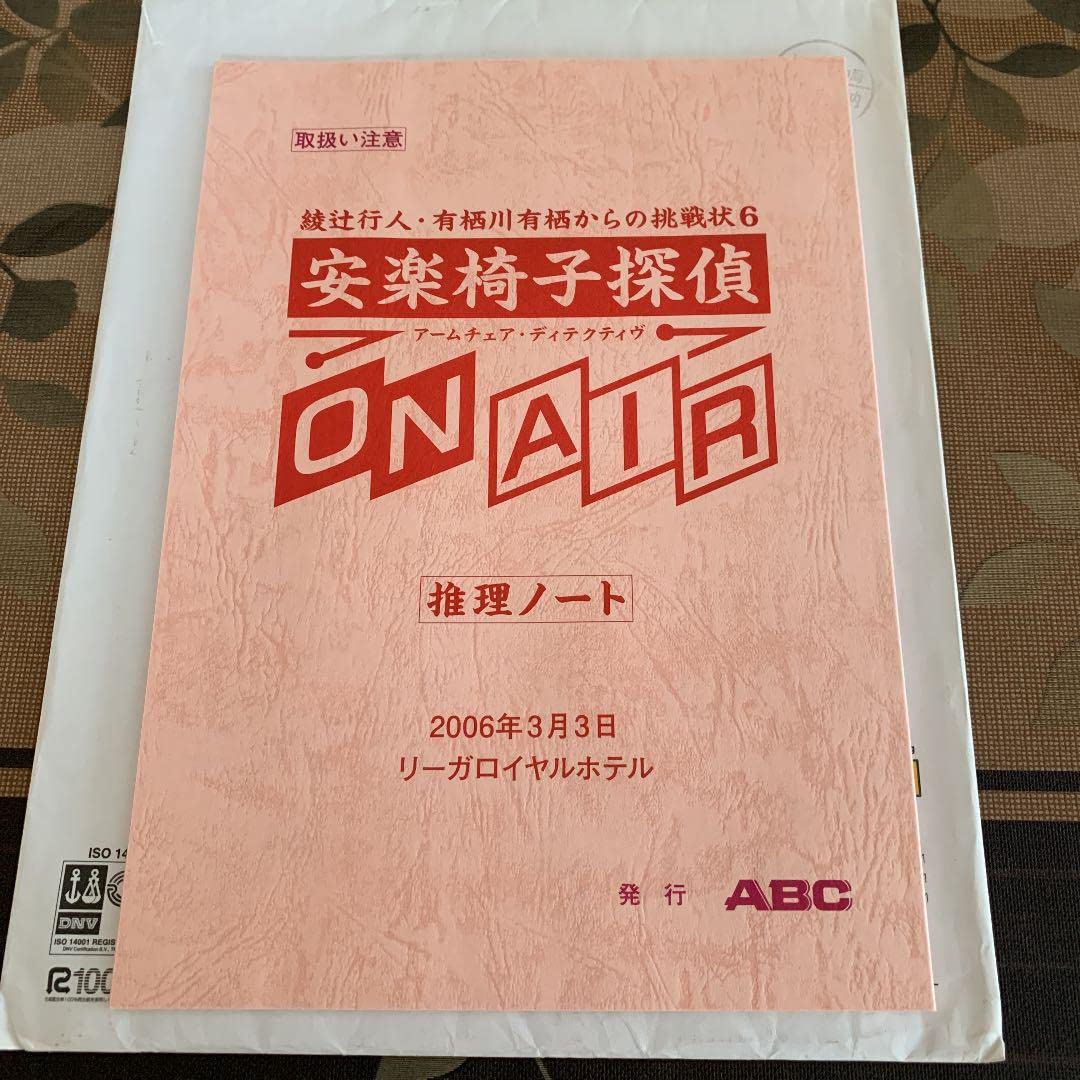 取扱い注意
綾辻行人・有栖川有栖からの挑戦状6
安楽椅子探偵
アームチェア・ディテクティヴ
ON AIR
推理ノート
2006年3月3日
リーガロイヤルホテル
発行 ABC
ISO 14
DNV
ISO 14001 REGIS
R100